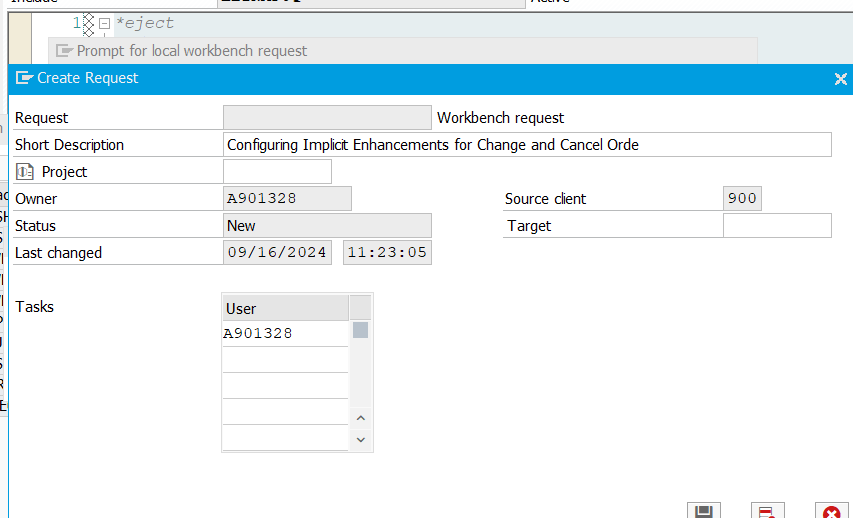 Include
Active
1 *eject
Prompt for local workbench request
Create Request
Request Workbench request
Short Description Configuring Implicit Enhancements for Change and Cancel Orde
Project
Owner A901328 Source client 900
Status New Target
Last changed 09/16/2024 11:23:05
Tasks User
A901328